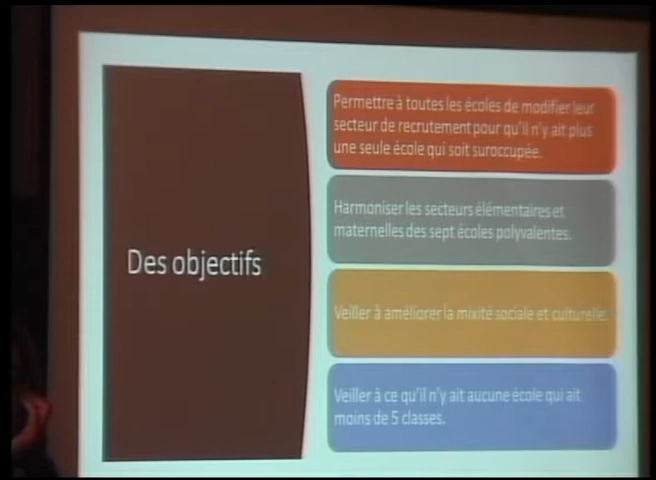 Des objectifs
Permettre à toutes les écoles de modifier leur
secteur de recrutement pour qu'il n'y ait plus
une seule école qui soit suroccupée.
Harmoniser les secteurs élémentaires et
maternelles des sept écoles polyvalentes.
Veiller à améliorer la mixité sociale et culturelle.
Veiller à ce qu'il n'y ait aucune école qui ait
moins de 5 classes.